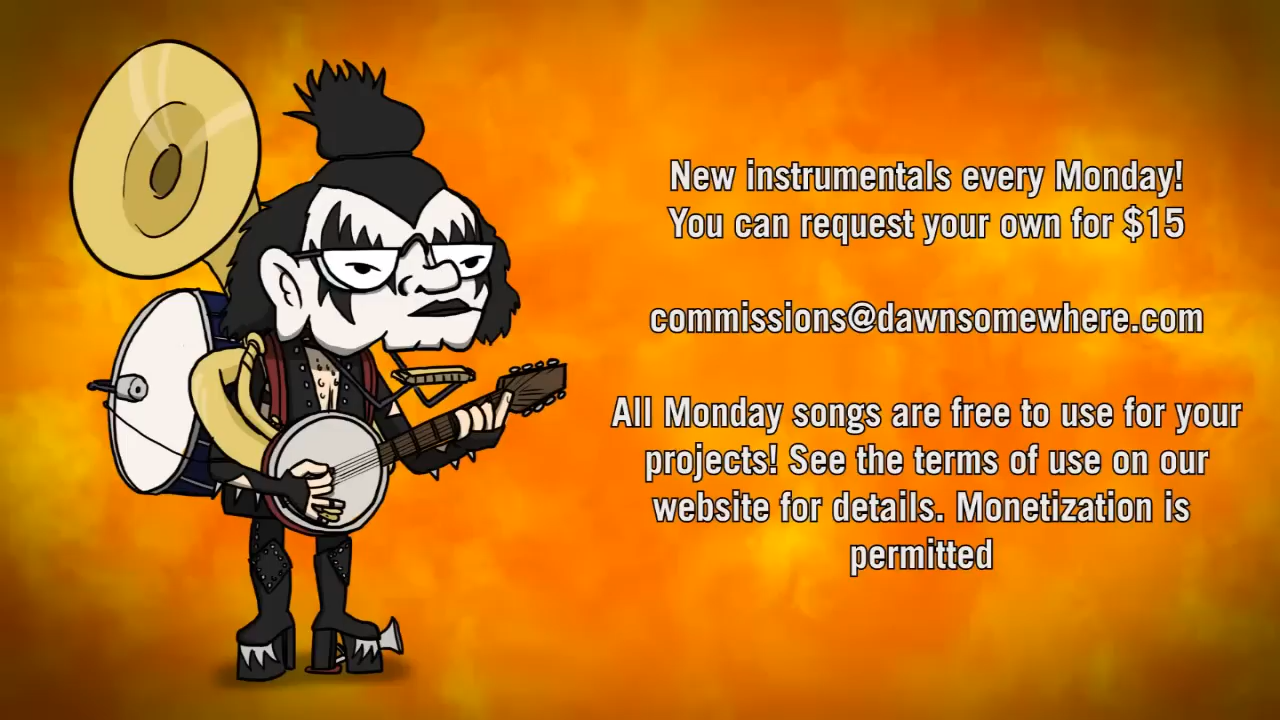 New instrumentals every Monday!
You can request your own for $15
commissions@dawnsomewhere.com
All Monday songs are free to use for your
projects! See the terms of use on our
website for details. Monetization is
permitted